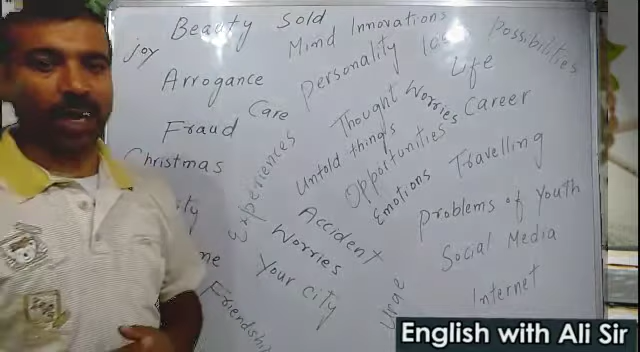 Beauty
Sold
Mind Innovations
Possibilities
Joy
Arrogance
Personality
Life
Care
Thought
Worries
Career
Fraud
Christmas
Experiences
Untold things
Opportunities
Emotions
Travelling
Accident
Problems of Youth
Worries
Social Media
Your City
Internet
Friendship
English with Ali Sir